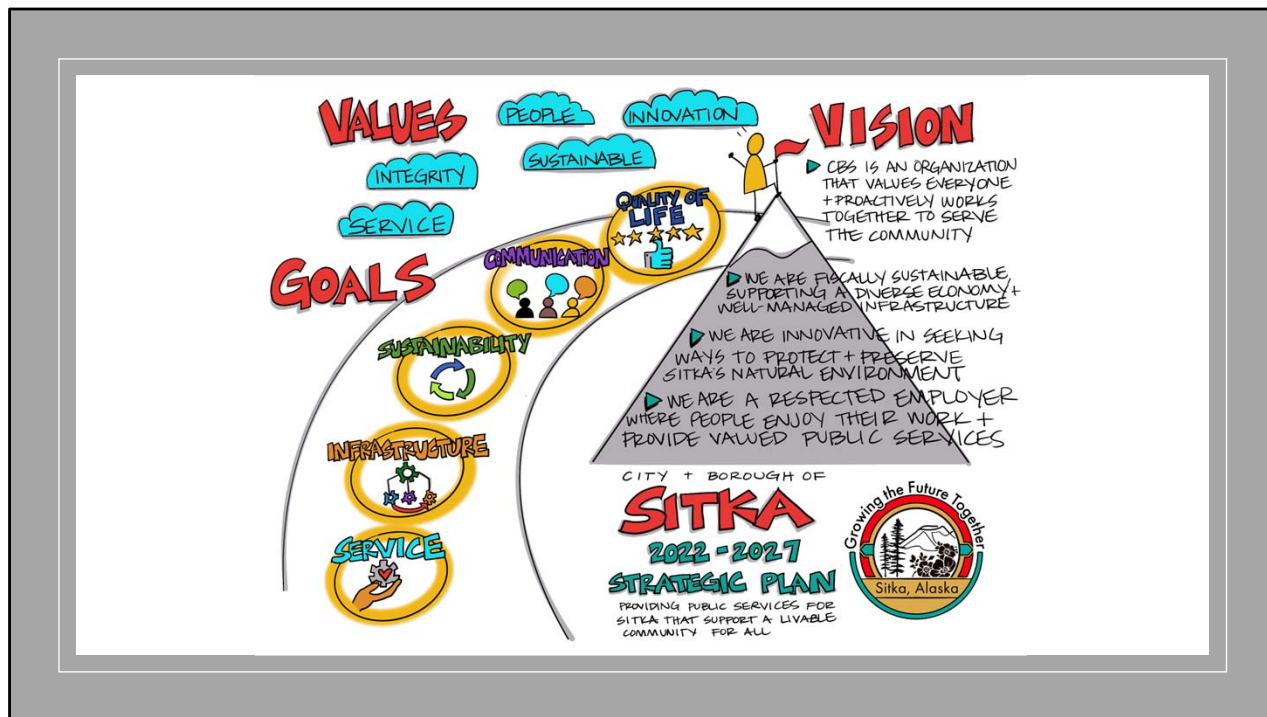 VALUES
PEOPLE
INNOVATION
SUSTAINABLE
INTEGRITY
SERVICE
GOALS
QUALITY OF
LIFE
COMMUNICATION
SUSTAINABILITY
INFRASTRUCTURE
SERVICE
VISION
CBS IS AN ORGANIZATION
THAT VALUES EVERYONE
+ PROACTIVELY WORKS
TOGETHER TO SERVE
THE COMMUNITY
WE ARE FISCALLY SUSTAINABLE,
SUPPORTING A DIVERSE ECONOMY +
WELL-MANAGED INFRASTRUCTURE
WE ARE INNOVATIVE IN SEEKING
WAYS TO PROTECT + PRESERVE
SITKA'S NATURAL ENVIRONMENT
WE ARE A RESPECTED EMPLOYER
WHERE PEOPLE ENJOY THEIR WORK +
PROVIDE VALUED PUBLIC SERVICES
CITY + BOROUGH OF
SITKA
2022-2027
STRATEGIC PLAN
PROVIDING PUBLIC SERVICES FOR
SITKA THAT SUPPORT A LIVABLE
COMMUNITY FOR ALL
Growing the Future Together
Sitka, Alaska